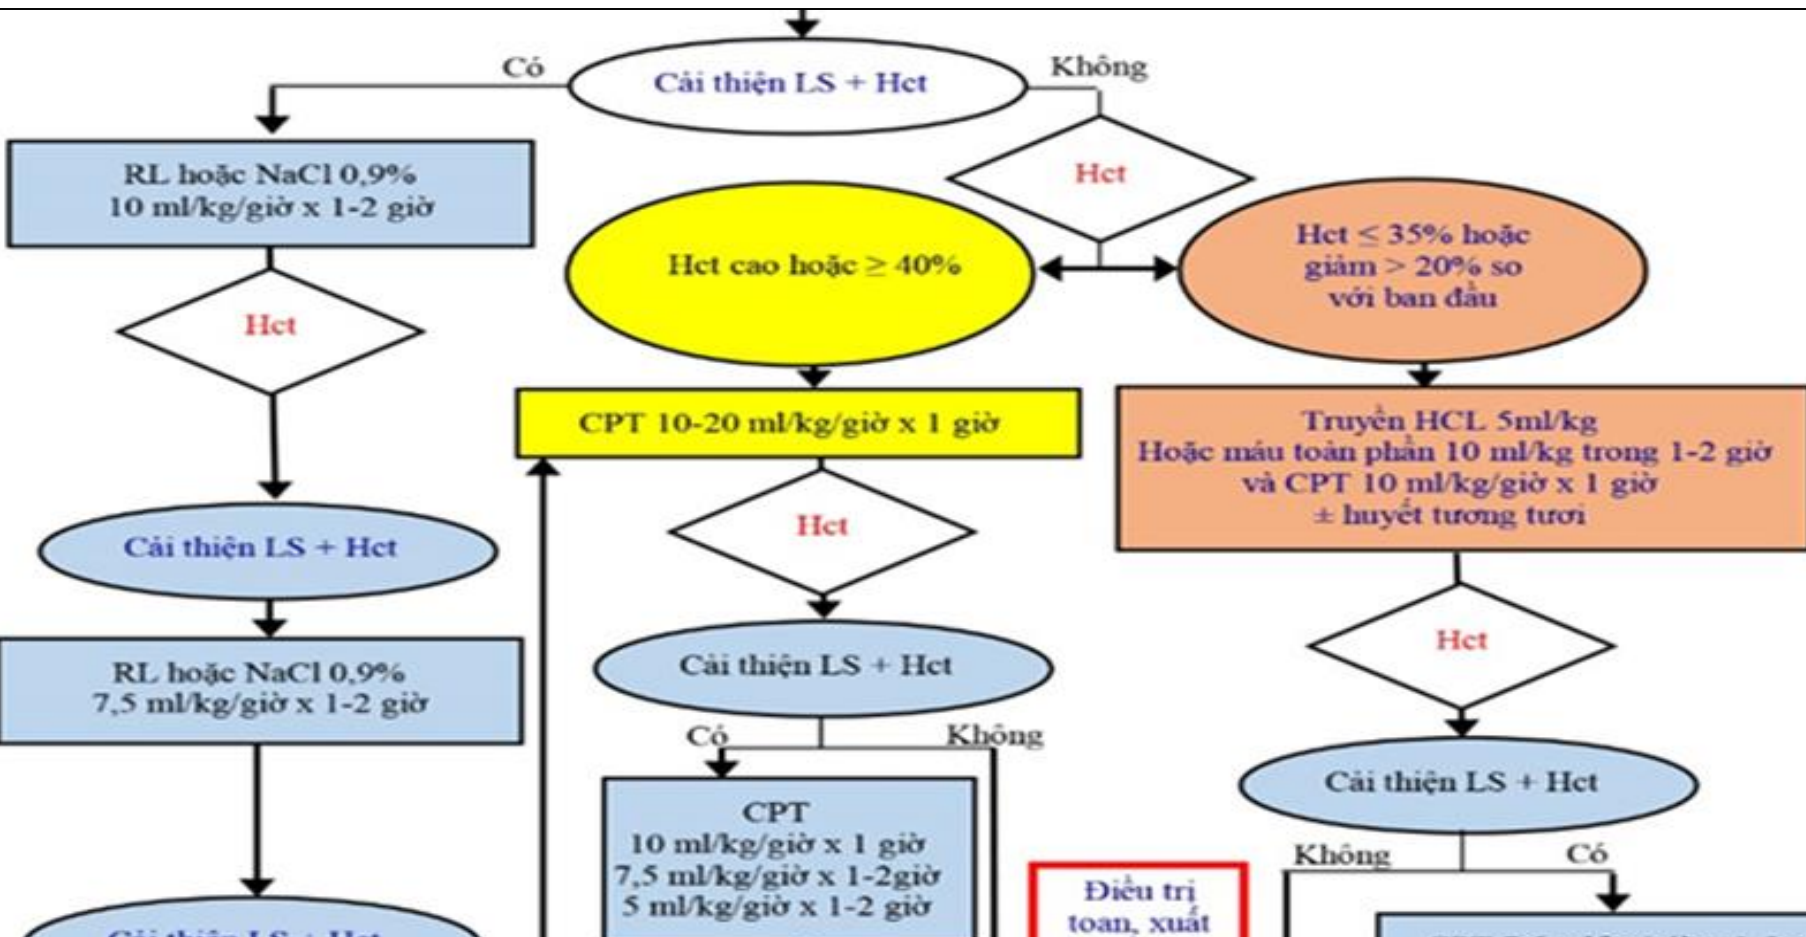 Có
Cải thiện LS + Hct
Không
RL hoặc NaCl 0,9%
10 ml/kg/giờ x 1-2 giờ
Hct
Hct cao hoặc ≥ 40%
Hct
Hct ≤ 35% hoặc
giảm > 20% so
với ban đầu
CPT 10-20 ml/kg/giờ x 1 giờ
Truyền HCL 5ml/kg
Hoặc máu toàn phần 10 ml/kg trong 1-2 giờ
và CPT 10 ml/kg/giờ x 1 giờ
± huyết tương tươi
Cải thiện LS + Hct
Hct
Hct
RL hoặc NaCl 0,9%
7,5 ml/kg/giờ x 1-2 giờ
Cải thiện LS + Hct
Có
Không
Cải thiện LS + Hct
CPT
10 ml/kg/giờ x 1 giờ
7,5 ml/kg/giờ x 1-2giờ
5 ml/kg/giờ x 1-2 giờ
Không
Có
Điều trị
toan, xuất
Cải thiện LS + Hct